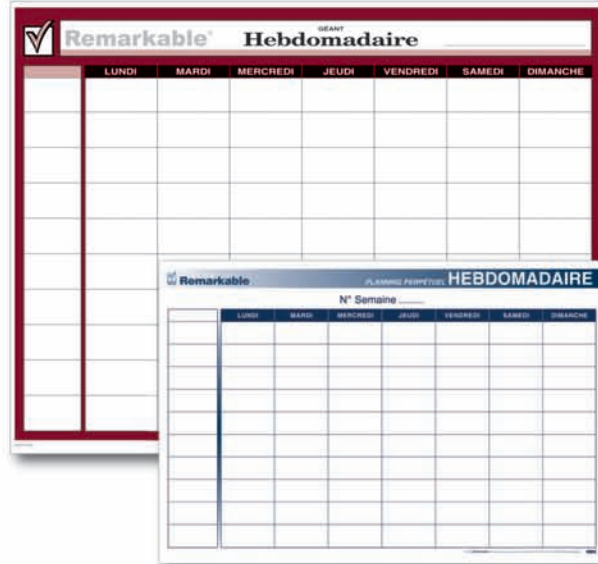 Remarkable®
GÉANT
Hebdomadaire
LUNDI MARDI MERCREDI JEUDI VENDREDI SAMEDI DIMANCHE
Remarkable
PLANNING PERPÉTUEL HEBDOMADAIRE
N° Semaine
LUNDI MARDI MERCREDI JEUDI VENDREDI SAMEDI DIMANCHE